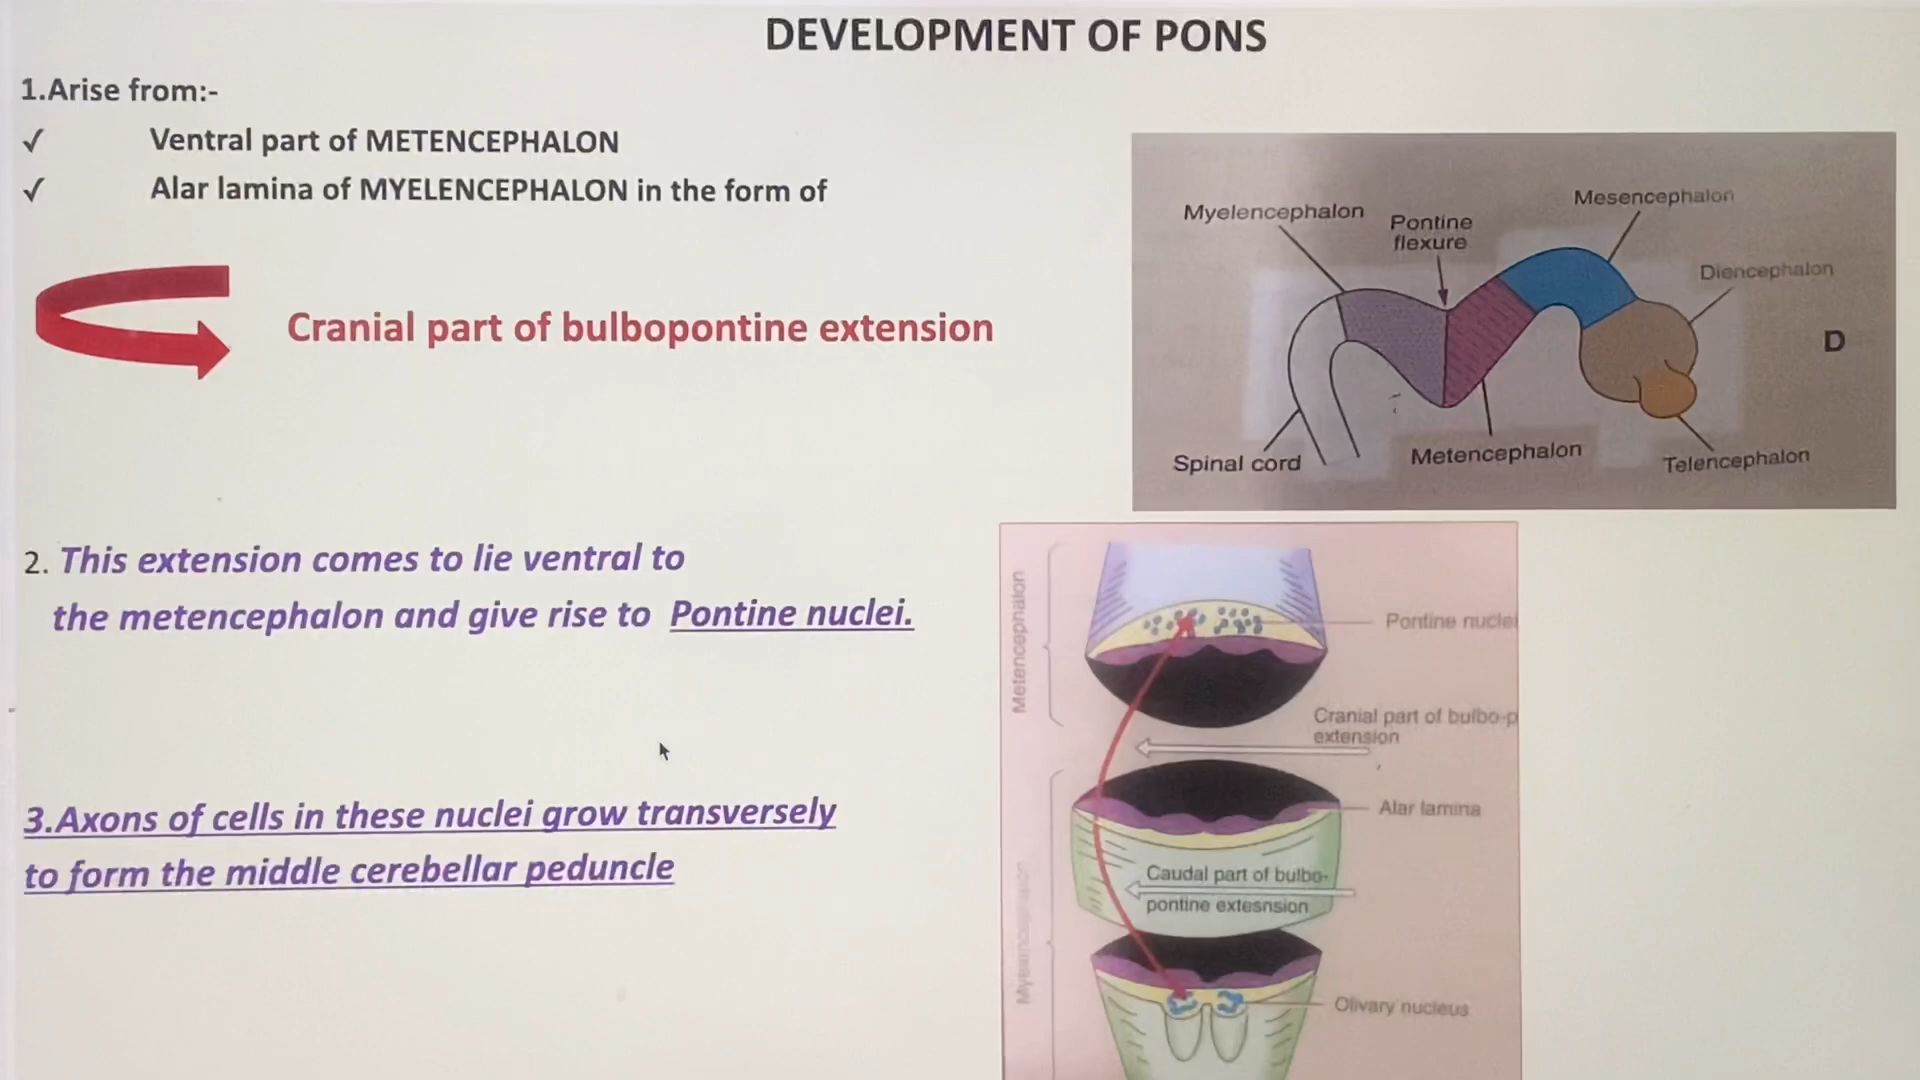 DEVELOPMENT OF PONS
1.Arise from:-
✓ Ventral part of METENCEPHALON
✓ Alar lamina of MYELENCEPHALON in the form of
Cranial part of bulbopontine extension
2. This extension comes to lie ventral to
the metencephalon and give rise to Pontine nuclei.
3.Axons of cells in these nuclei grow transversely
to form the middle cerebellar peduncle
Myelencephalon
Pontine
flexure
Mesencephalon
Diencephalon
D
Spinal cord
Metencephalon
Telencephalon
Metencephalon
Pontine nuclei
Cranial part of bulbo-p
extension
Alar lamina
Caudal part of bulbo-
pontine extesnsion
Myelencephalon
Olivary nucleus